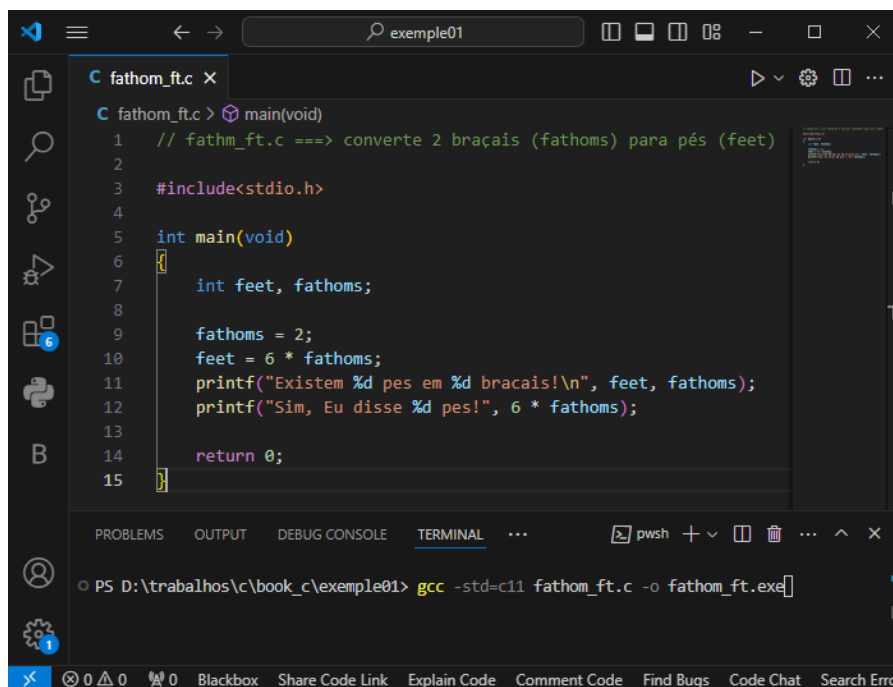 exemple01
C fathom_ft.c
C fathom_ft.c > main(void)
1 // fathm_ft.c ===> converte 2 braçais (fathoms) para pés (feet)
2
3 #include<stdio.h>
4
5 int main(void)
6 {
7 int feet, fathoms;
8
9 fathoms = 2;
10 feet = 6 * fathoms;
11 printf("Existem %d pes em %d bracais!\n", feet, fathoms);
12 printf("Sim, Eu disse %d pes!", 6 * fathoms);
13
14 return 0;
15 }
6
B
PROBLEMS OUTPUT DEBUG CONSOLE TERMINAL ··· pwsh
PS D:\trabalhos\c\book_c\exemple01> gcc -std=c11 fathom_ft.c -o fathom_ft.exe
1
0 0 0 Blackbox Share Code Link Explain Code Comment Code Find Bugs Code Chat Search Erro